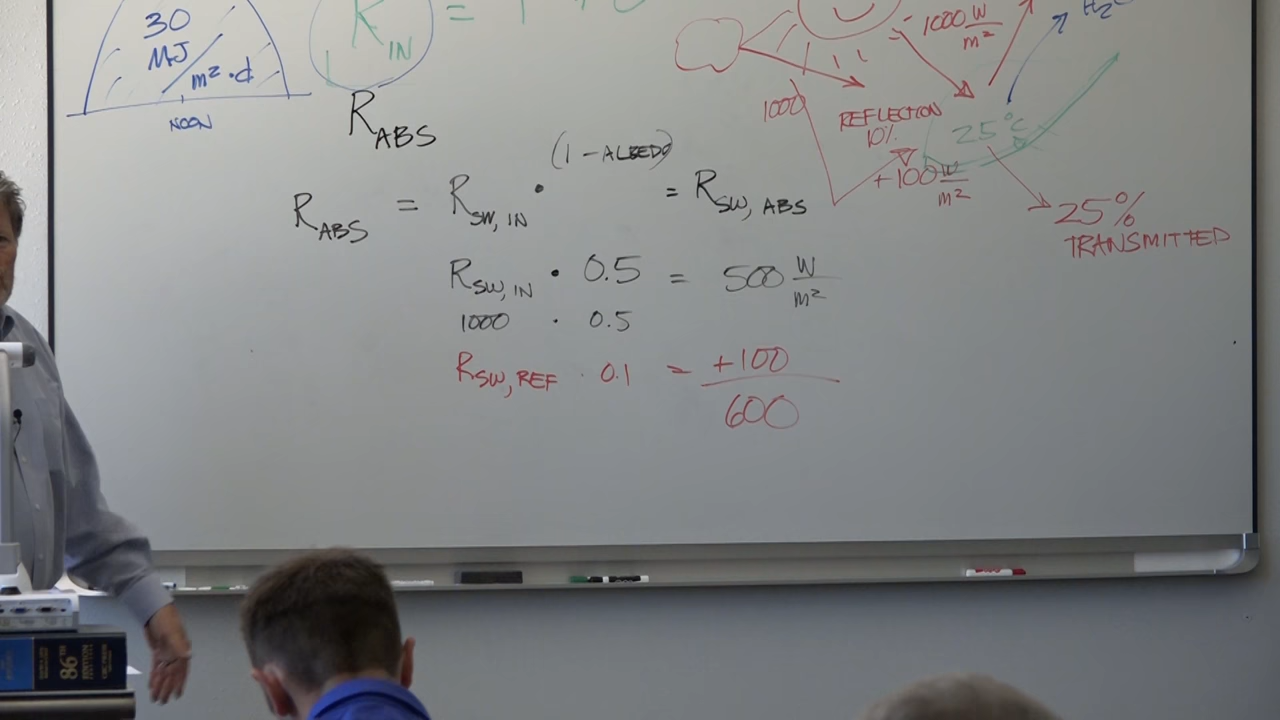 30
MJ
m²·d
NOON
K IN =
R ABS
R ABS = R SW, IN · (1 - ALBEDO) = R SW, ABS
R SW, IN · 0.5 = 500 W/m²
1000 · 0.5
R SW, REF · 0.1 = +100
600
1000 W/m²
1000
REFLECTION
10%
+100 W/m²
25°C
25%
TRANSMITTED
86TH
EDITION